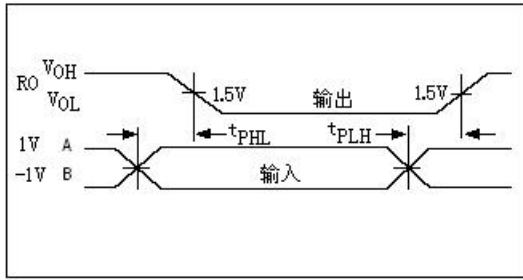 RO VOH
VOL
1.5V 输出 1.5V
tPHL tPLH
1V A
-1V B 输入